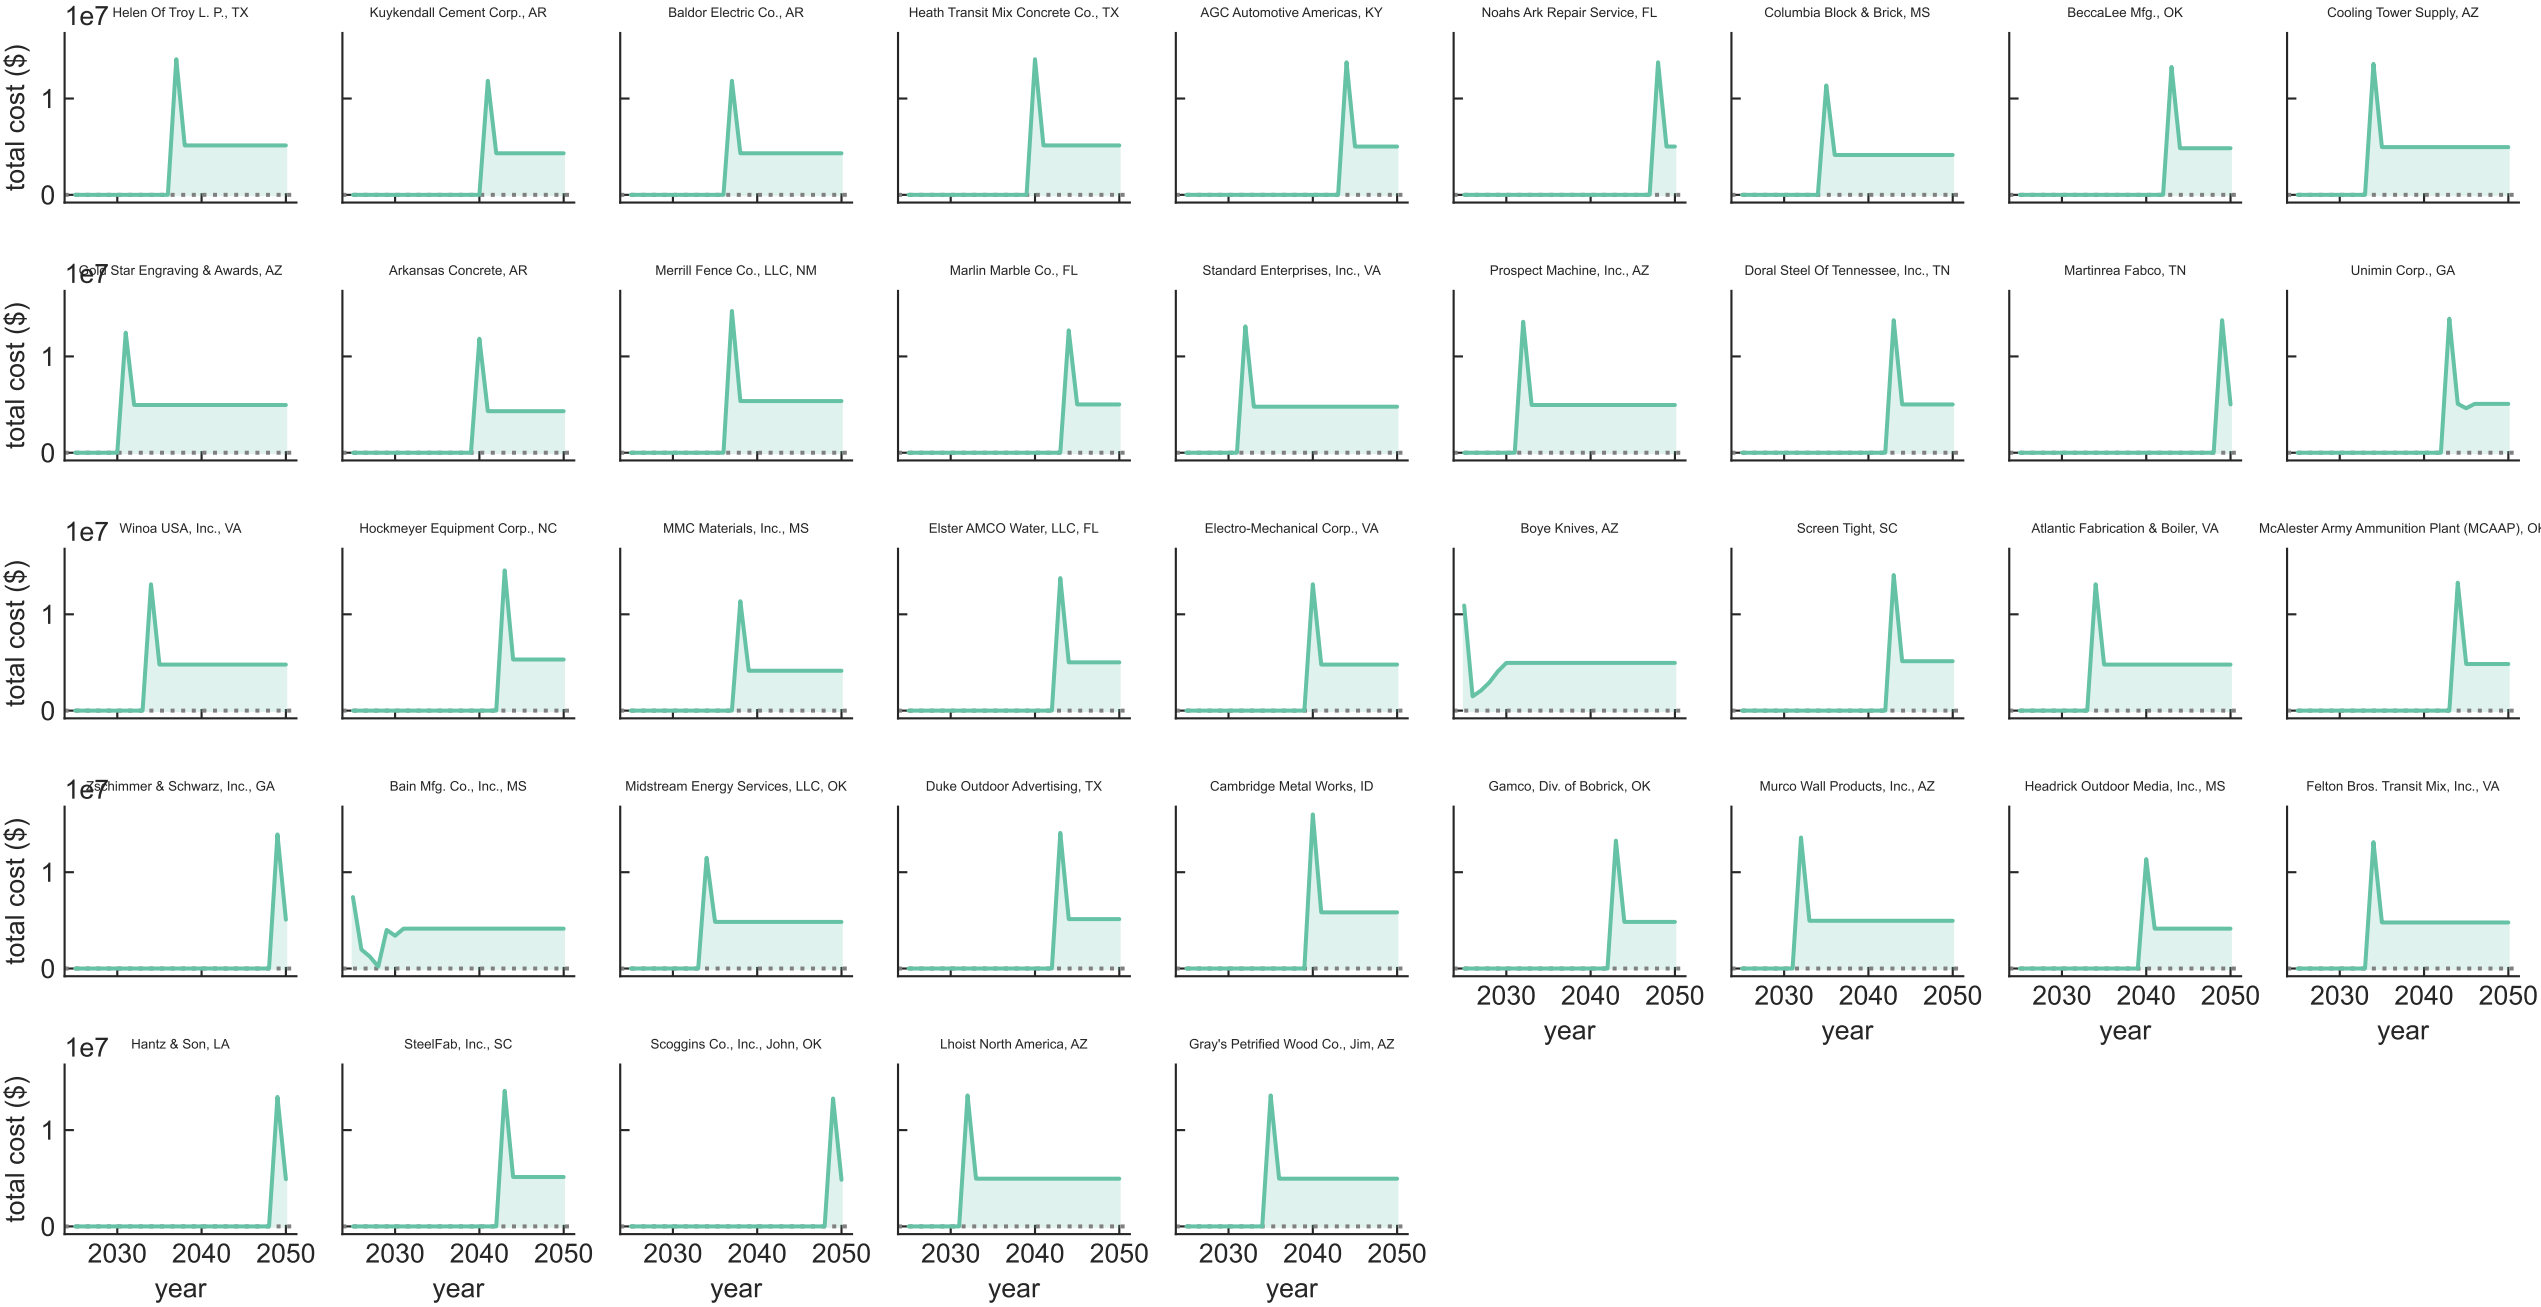 1e7
Helen Of Troy L. P., TX
Kuykendall Cement Corp., AR
Baldor Electric Co., AR
Heath Transit Mix Concrete Co., TX
AGC Automotive Americas, KY
Noahs Ark Repair Service, FL
Columbia Block & Brick, MS
BeccaLee Mfg., OK
Cooling Tower Supply, AZ
total cost ($)
1
0
1e7
Gold Star Engraving & Awards, AZ
Arkansas Concrete, AR
Merrill Fence Co., LLC, NM
Marlin Marble Co., FL
Standard Enterprises, Inc., VA
Prospect Machine, Inc., AZ
Doral Steel Of Tennessee, Inc., TN
Martinrea Fabco, TN
Unimin Corp., GA
total cost ($)
1
0
1e7
Winoa USA, Inc., VA
Hockmeyer Equipment Corp., NC
MMC Materials, Inc., MS
Elster AMCO Water, LLC, FL
Electro-Mechanical Corp., VA
Boye Knives, AZ
Screen Tight, SC
Atlantic Fabrication & Boiler, VA
McAlester Army Ammunition Plant (MCAAP), OK
total cost ($)
1
0
1e7
Zschimmer & Schwarz, Inc., GA
Bain Mfg. Co., Inc., MS
Midstream Energy Services, LLC, OK
Duke Outdoor Advertising, TX
Cambridge Metal Works, ID
Gamco, Div. of Bobrick, OK
Murco Wall Products, Inc., AZ
Headrick Outdoor Media, Inc., MS
Felton Bros. Transit Mix, Inc., VA
total cost ($)
1
0
2030 2040 2050
year
2030 2040 2050
year
2030 2040 2050
year
2030 2040 2050
year
1e7
Hantz & Son, LA
SteelFab, Inc., SC
Scoggins Co., Inc., John, OK
Lhoist North America, AZ
Gray's Petrified Wood Co., Jim, AZ
total cost ($)
1
0
2030 2040 2050
year
2030 2040 2050
year
2030 2040 2050
year
2030 2040 2050
year
2030 2040 2050
year